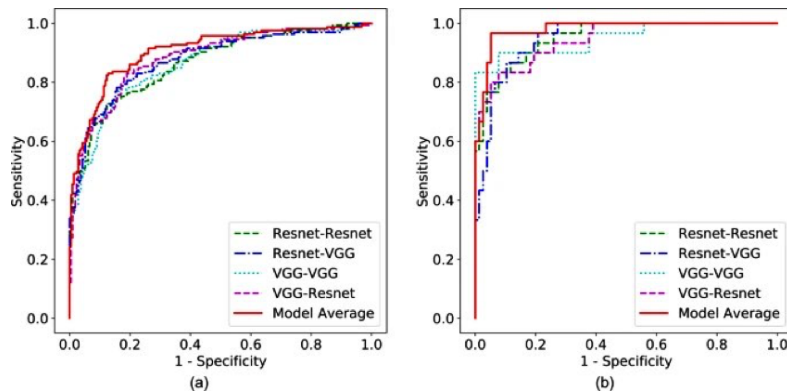 1.0
0.8
0.6
0.4
0.2
0.0
Sensitivity
Resnet-Resnet
Resnet-VGG
VGG-VGG
VGG-Resnet
Model Average
0.0 0.2 0.4 0.6 0.8 1.0
1 - Specificity
(a)
1.0
0.8
0.6
0.4
0.2
0.0
Sensitivity
Resnet-Resnet
Resnet-VGG
VGG-VGG
VGG-Resnet
Model Average
0.0 0.2 0.4 0.6 0.8 1.0
1 - Specificity
(b)